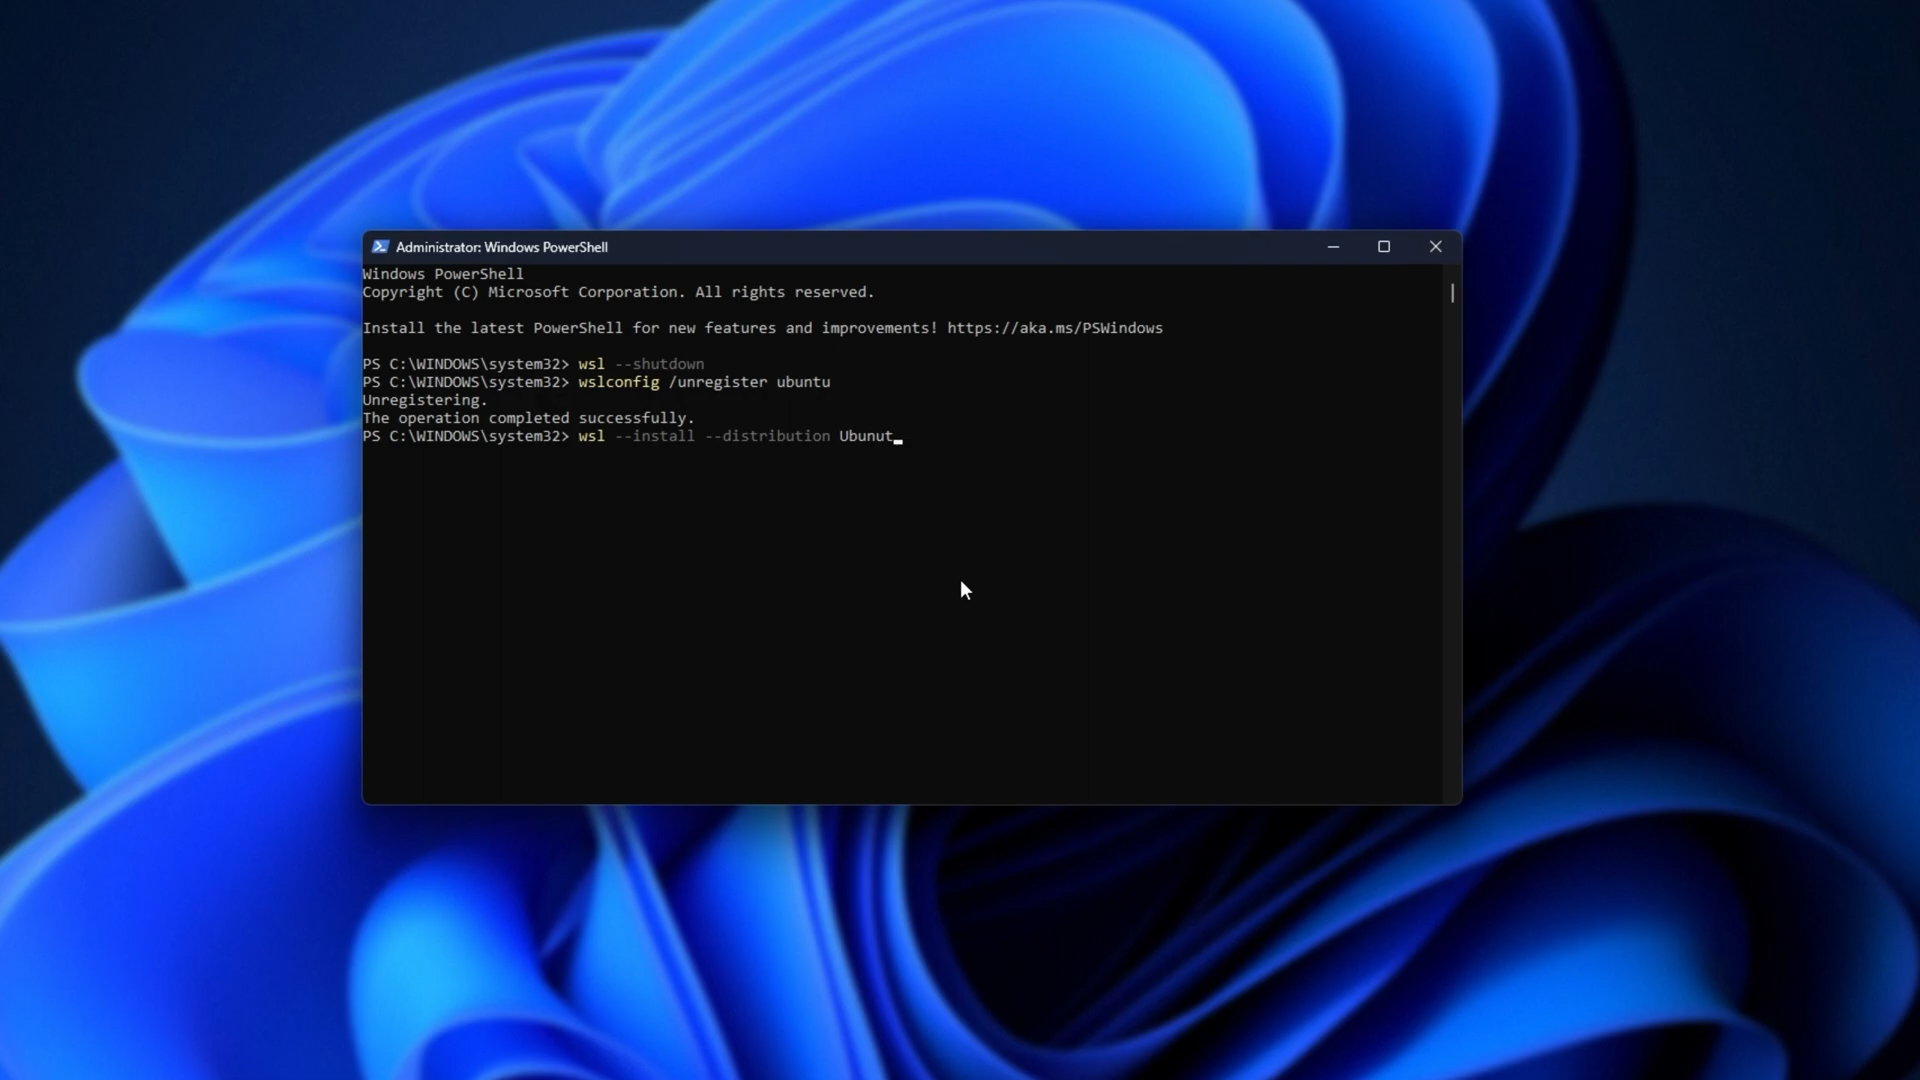 Administrator: Windows PowerShell
Windows PowerShell
Copyright (C) Microsoft Corporation. All rights reserved.
Install the latest PowerShell for new features and improvements! https://aka.ms/PSWindows
PS C:\WINDOWS\system32> wsl --shutdown
PS C:\WINDOWS\system32> wslconfig /unregister ubuntu
Unregistering.
The operation completed successfully.
PS C:\WINDOWS\system32> wsl --install --distribution Ubunut